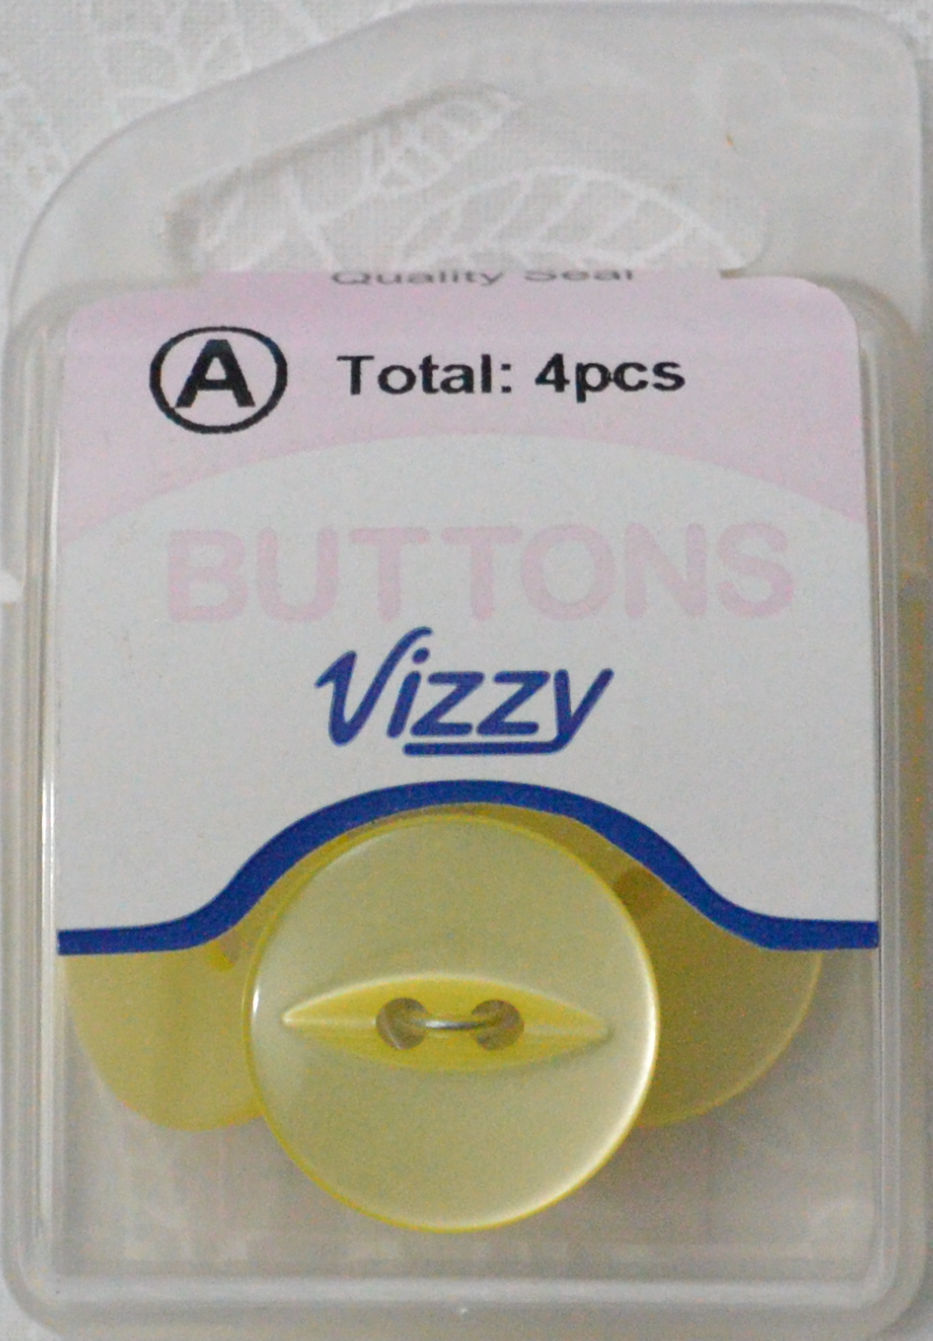 Quality Seal
A Total: 4pcs
BUTTONS
Vizzy